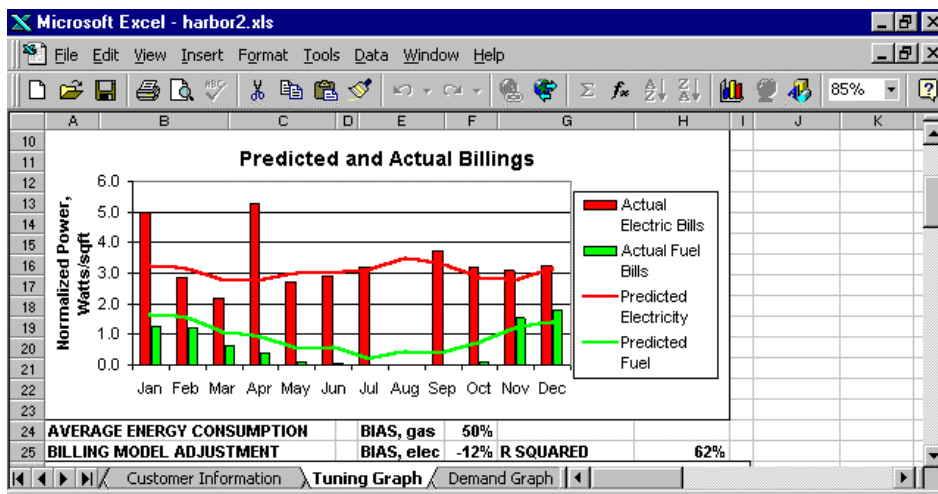 Microsoft Excel - harbor2.xls
File Edit View Insert Format Tools Data Window Help
ABC Σ fx A Z Z A 85% ?
A B C D E F G H I J K
10
11
12
13
14
15
16
17
18
19
20
21
22
23
Predicted and Actual Billings
Normalized Power,
Watts/sqft
6.0
5.0
4.0
3.0
2.0
1.0
0.0
Jan Feb Mar Apr May Jun Jul Aug Sep Oct Nov Dec
Actual
Electric Bills
Actual Fuel
Bills
Predicted
Electricity
Predicted
Fuel
24 AVERAGE ENERGY CONSUMPTION BIAS, gas 50%
25 BILLING MODEL ADJUSTMENT BIAS, elec -12% R SQUARED 62%
Customer Information Tuning Graph Demand Graph